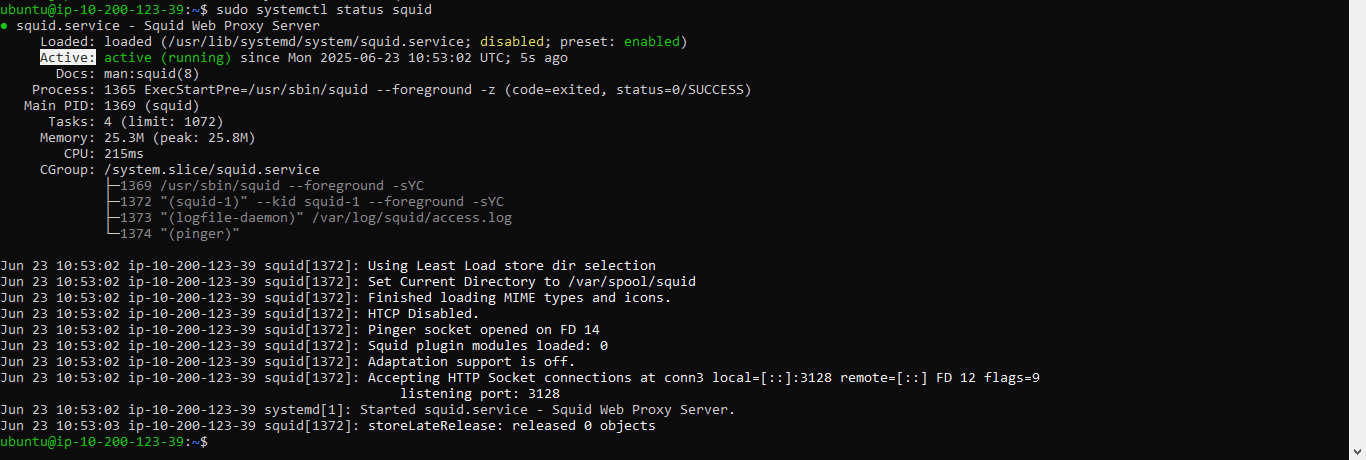 ubuntu@ip-10-200-123-39:~$ sudo systemctl status squid
● squid.service - Squid Web Proxy Server
Loaded: loaded (/usr/lib/systemd/system/squid.service; disabled; preset: enabled)
Active: active (running) since Mon 2025-06-23 10:53:02 UTC; 5s ago
Docs: man:squid(8)
Process: 1365 ExecStartPre=/usr/sbin/squid --foreground -z (code=exited, status=0/SUCCESS)
Main PID: 1369 (squid)
Tasks: 4 (limit: 1072)
Memory: 25.3M (peak: 25.8M)
CPU: 215ms
CGroup: /system.slice/squid.service
├─1369 /usr/sbin/squid --foreground -sYC
├─1372 "(squid-1)" --kid squid-1 --foreground -sYC
├─1373 "(logfile-daemon)" /var/log/squid/access.log
└─1374 "(pinger)"
Jun 23 10:53:02 ip-10-200-123-39 squid[1372]: Using Least Load store dir selection
Jun 23 10:53:02 ip-10-200-123-39 squid[1372]: Set Current Directory to /var/spool/squid
Jun 23 10:53:02 ip-10-200-123-39 squid[1372]: Finished loading MIME types and icons.
Jun 23 10:53:02 ip-10-200-123-39 squid[1372]: HTCP Disabled.
Jun 23 10:53:02 ip-10-200-123-39 squid[1372]: Pinger socket opened on FD 14
Jun 23 10:53:02 ip-10-200-123-39 squid[1372]: Squid plugin modules loaded: 0
Jun 23 10:53:02 ip-10-200-123-39 squid[1372]: Adaptation support is off.
Jun 23 10:53:02 ip-10-200-123-39 squid[1372]: Accepting HTTP Socket connections at conn3 local=[::]:3128 remote=[::] FD 12 flags=9
listening port: 3128
Jun 23 10:53:02 ip-10-200-123-39 systemd[1]: Started squid.service - Squid Web Proxy Server.
Jun 23 10:53:03 ip-10-200-123-39 squid[1372]: storeLateRelease: released 0 objects
ubuntu@ip-10-200-123-39:~$